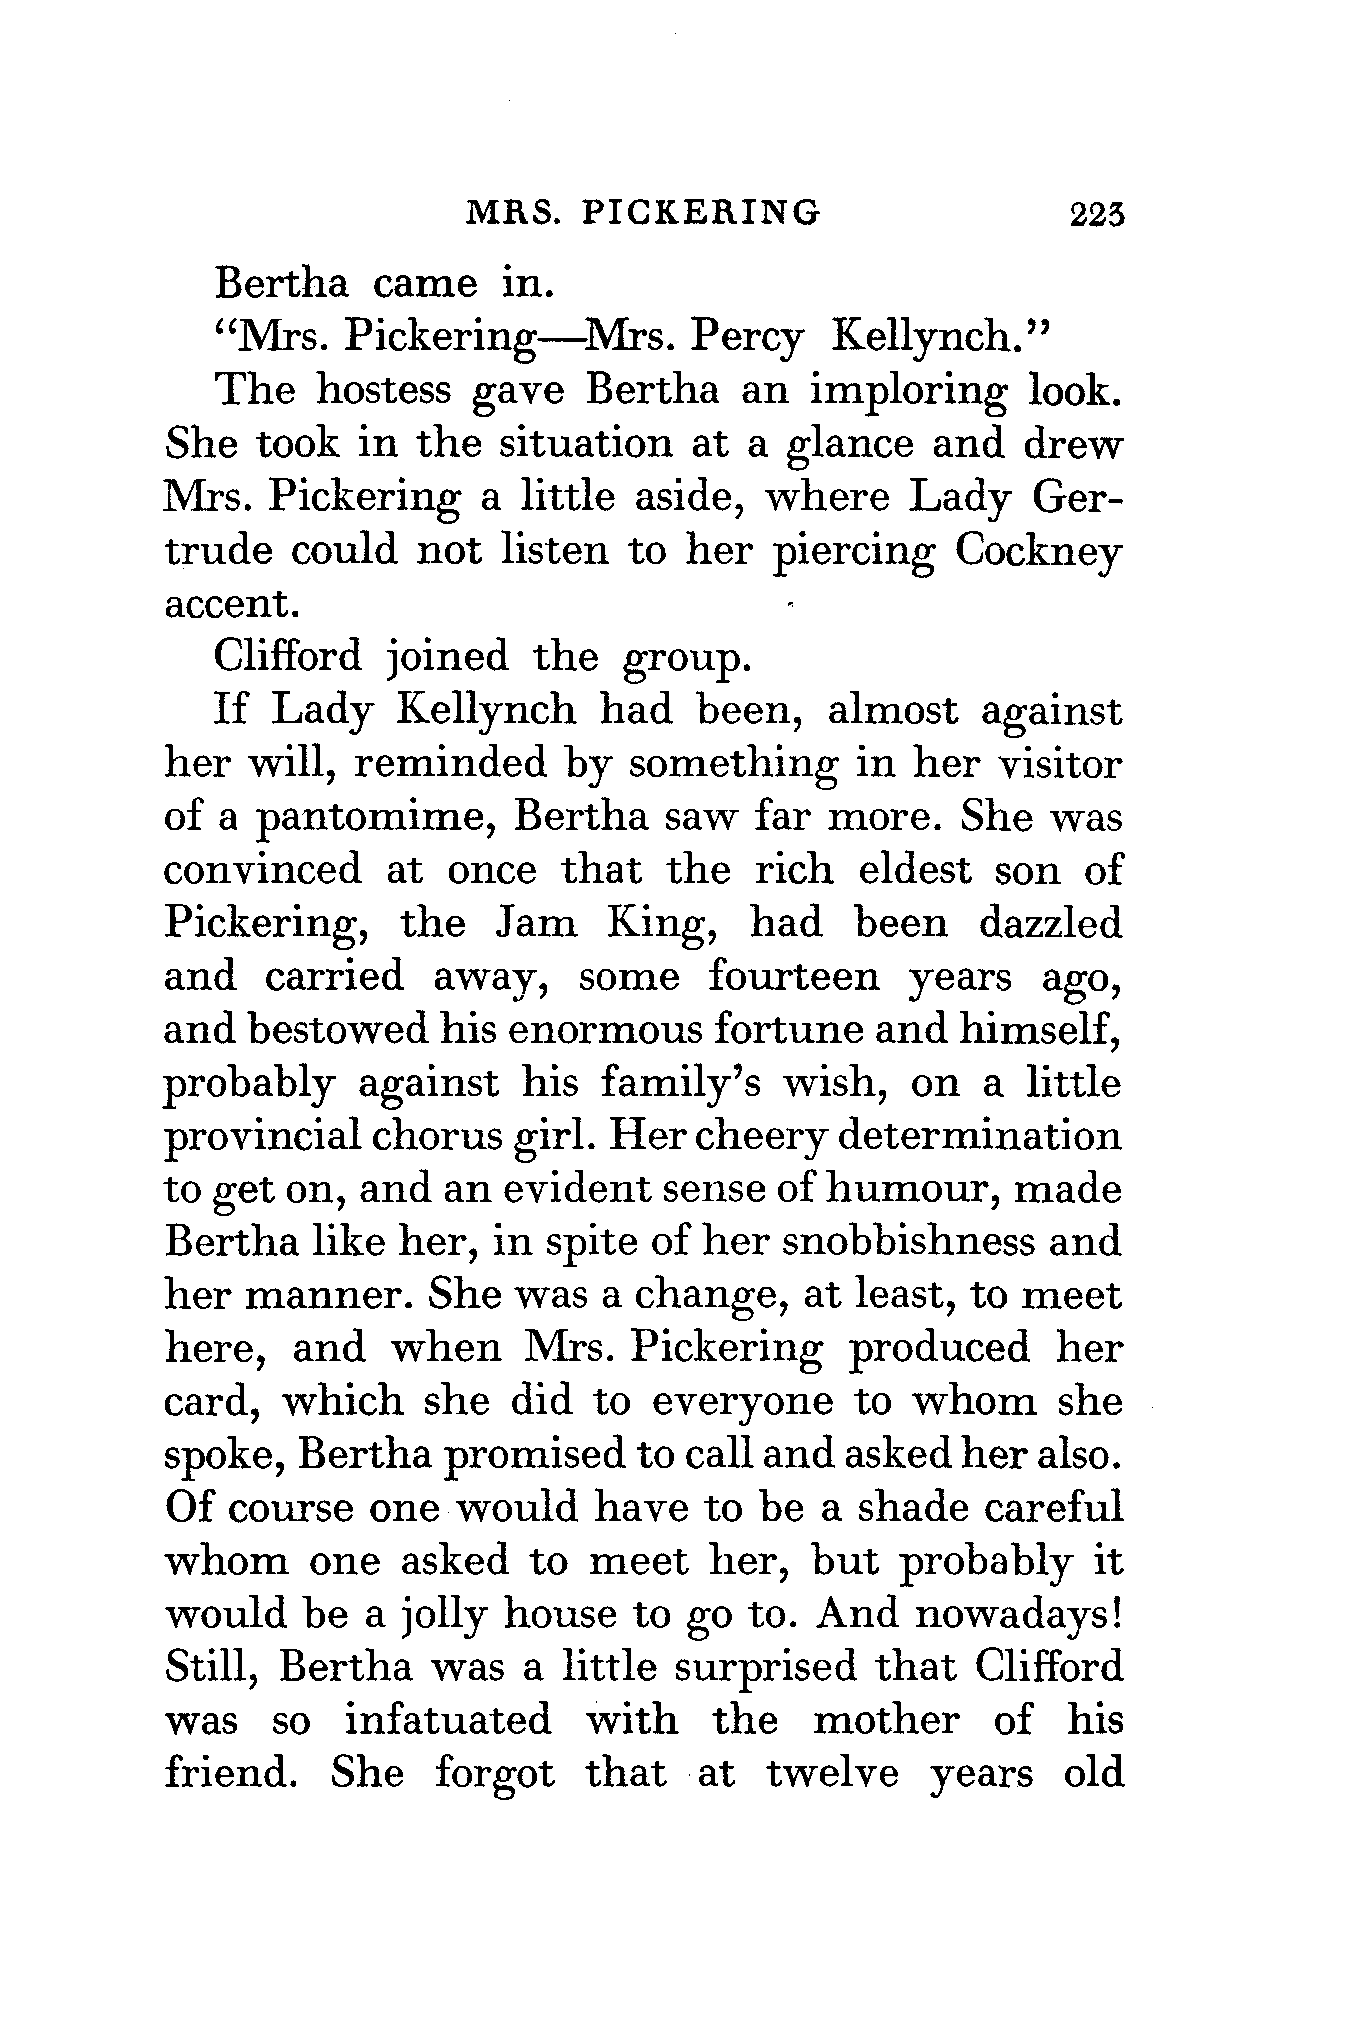 MRS. PICKERING 223
Bertha came in.
“Mrs. Pickering—Mrs. Percy Kellynch.”
The hostess gave Bertha an imploring look.
She took in the situation at a glance and drew
Mrs. Pickering a little aside, where Lady Ger-
trude could not listen to her piercing Cockney
accent.
Clifford joined the group.
If Lady Kellynch had been, almost against
her will, reminded by something in her visitor
of a pantomime, Bertha saw far more. She was
convinced at once that the rich eldest son of
Pickering, the Jam King, had been dazzled
and carried away, some fourteen years ago,
and bestowed his enormous fortune and himself,
probably against his family’s wish, on a little
provincial chorus girl. Her cheery determination
to get on, and an evident sense of humour, made
Bertha like her, in spite of her snobbishness and
her manner. She was a change, at least, to meet
here, and when Mrs. Pickering produced her
card, which she did to everyone to whom she
spoke, Bertha promised to call and asked her also.
Of course one would have to be a shade careful
whom one asked to meet her, but probably it
would be a jolly house to go to. And nowadays!
Still, Bertha was a little surprised that Clifford
was so infatuated with the mother of his
friend. She forgot that at twelve years old